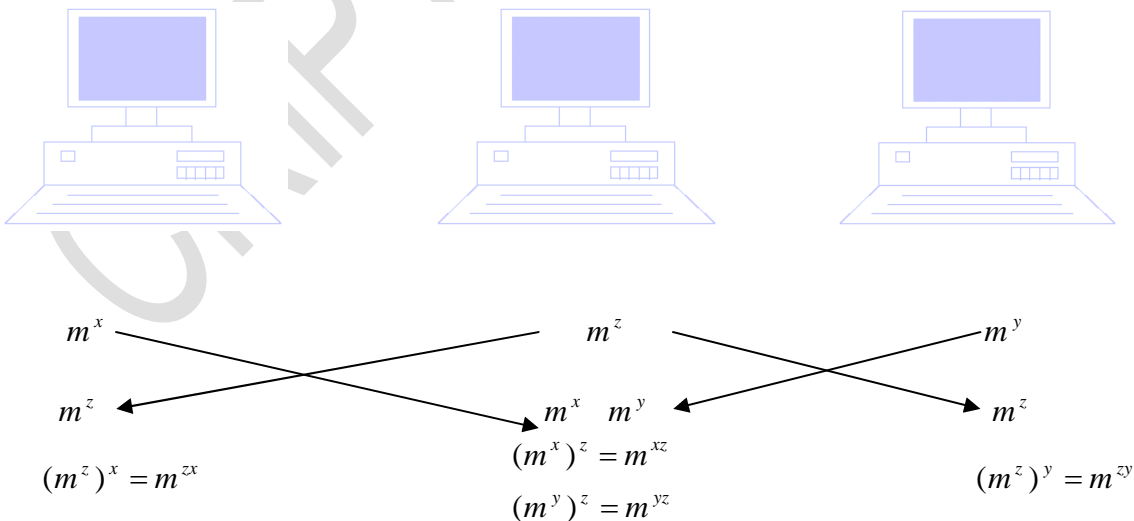 m^x m^z m^y
m^z m^x m^y m^z
(m^z)^x = m^{zx} (m^x)^z = m^{xz} (m^z)^y = m^{zy}
(m^y)^z = m^{yz}